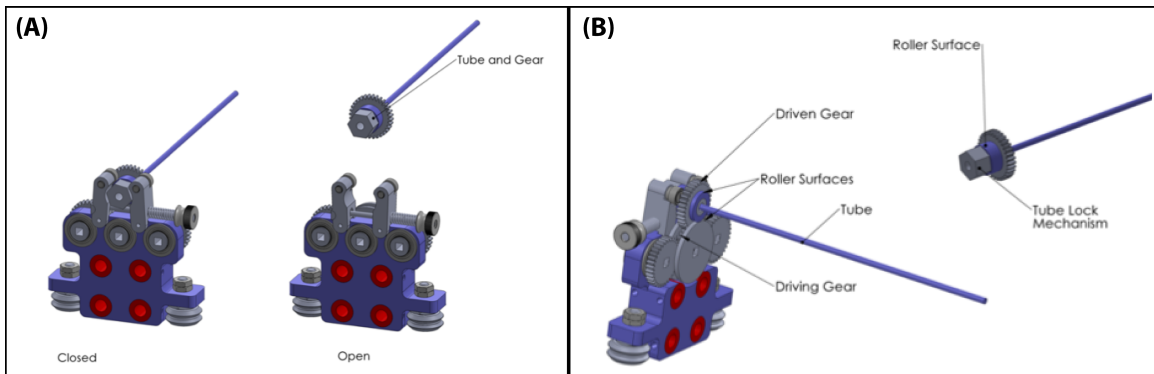 (A)
Tube and Gear
Closed
Open
(B)
Roller Surface
Driven Gear
Roller Surfaces
Tube
Tube Lock
Mechanism
Driving Gear